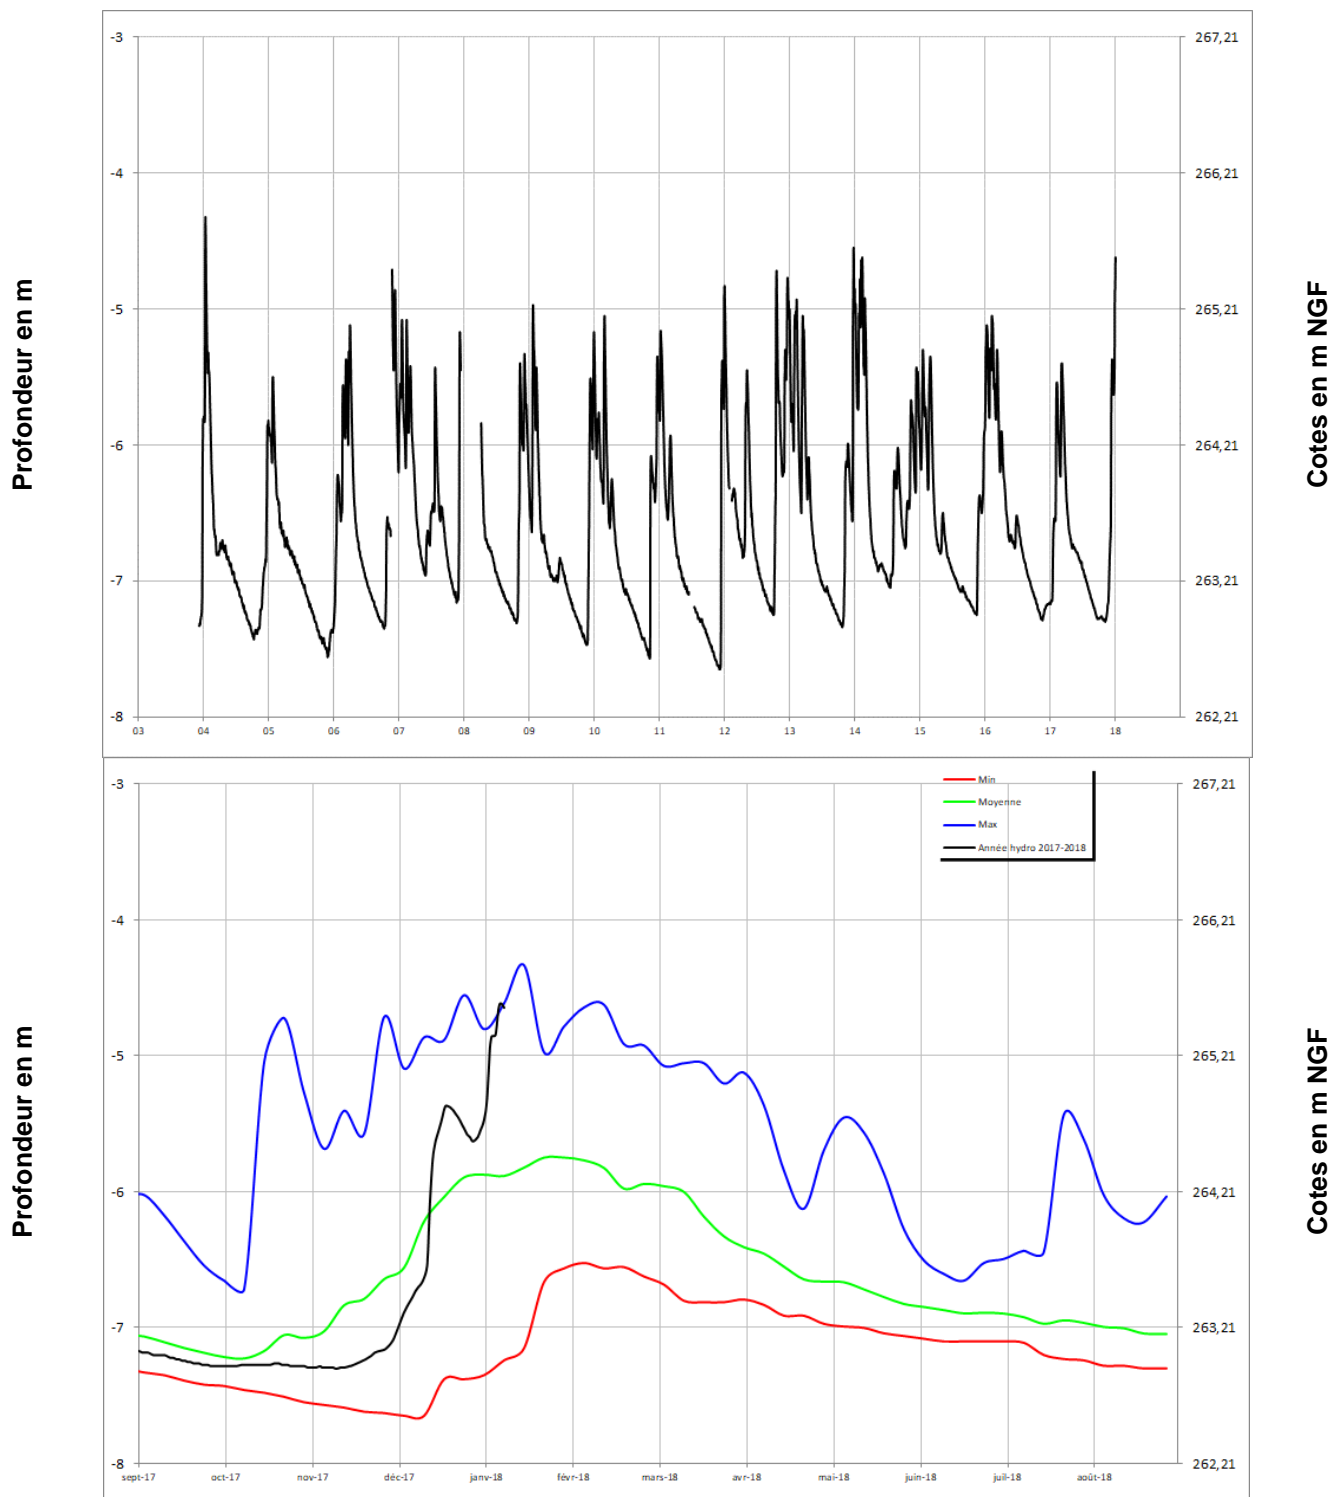 -3
267,21
-4
266,21
-5
265,21
-6
264,21
-7
263,21
-8
262,21
03 04 05 06 07 08 09 10 11 12 13 14 15 16 17 18
Profondeur en m
Cotes en m NGF
-3
267,21
Min
Moyenne
Max
Année hydro 2017-2018
-4
266,21
-5
265,21
-6
264,21
-7
263,21
-8
262,21
sept-17 oct-17 nov-17 déc-17 janv-18 févr-18 mars-18 avr-18 mai-18 juin-18 juil-18 août-18
Profondeur en m
Cotes en m NGF